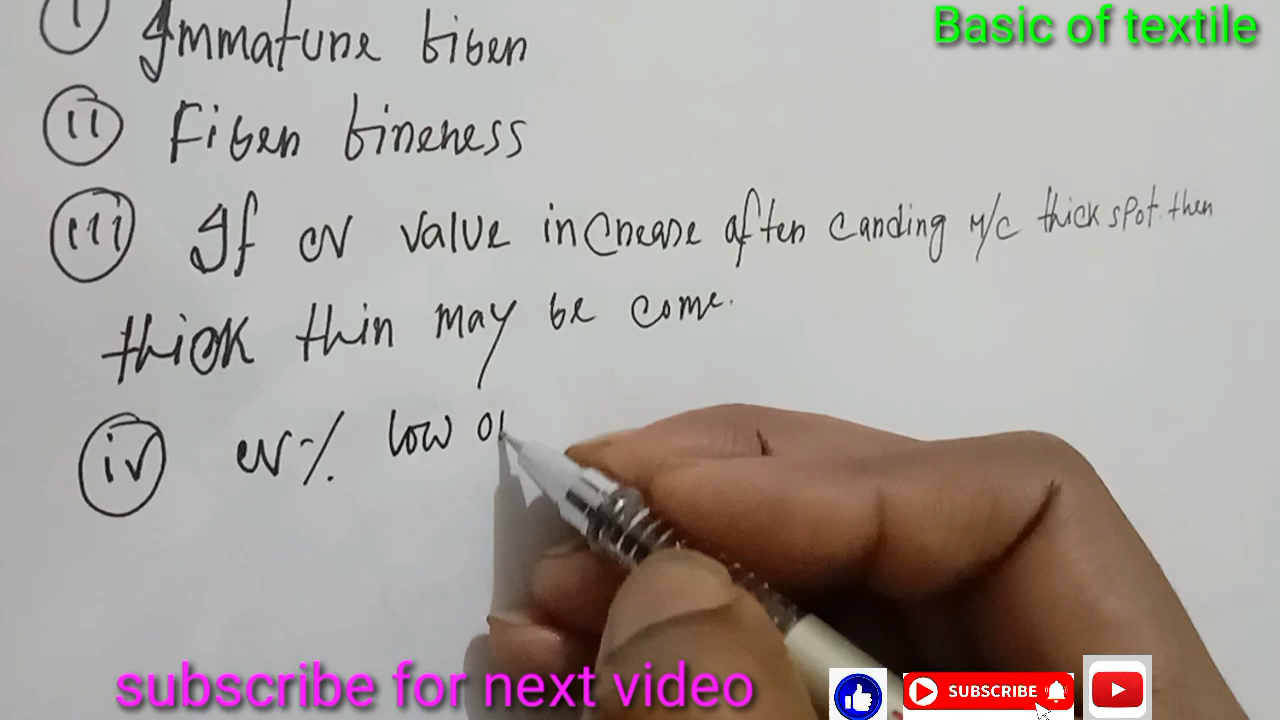 Basic of textile
i Immature fiber
ii Fiber fineness
iii If cv value increase after carding M/C thick spot then
thick thin may be come.
iv cv% low
subscribe for next video
SUBSCRIBE